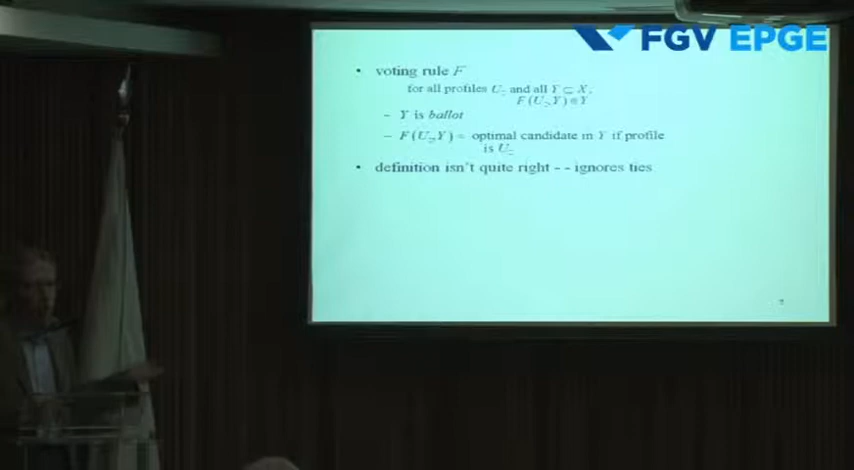 FGV EPGE
• voting rule F
for all profiles U. and all Y ⊂ X,
F(U.,Y) ∈ Y
– Y is ballot
– F(U.,Y) = optimal candidate in Y if profile
is U.
• definition isn't quite right - - ignores ties